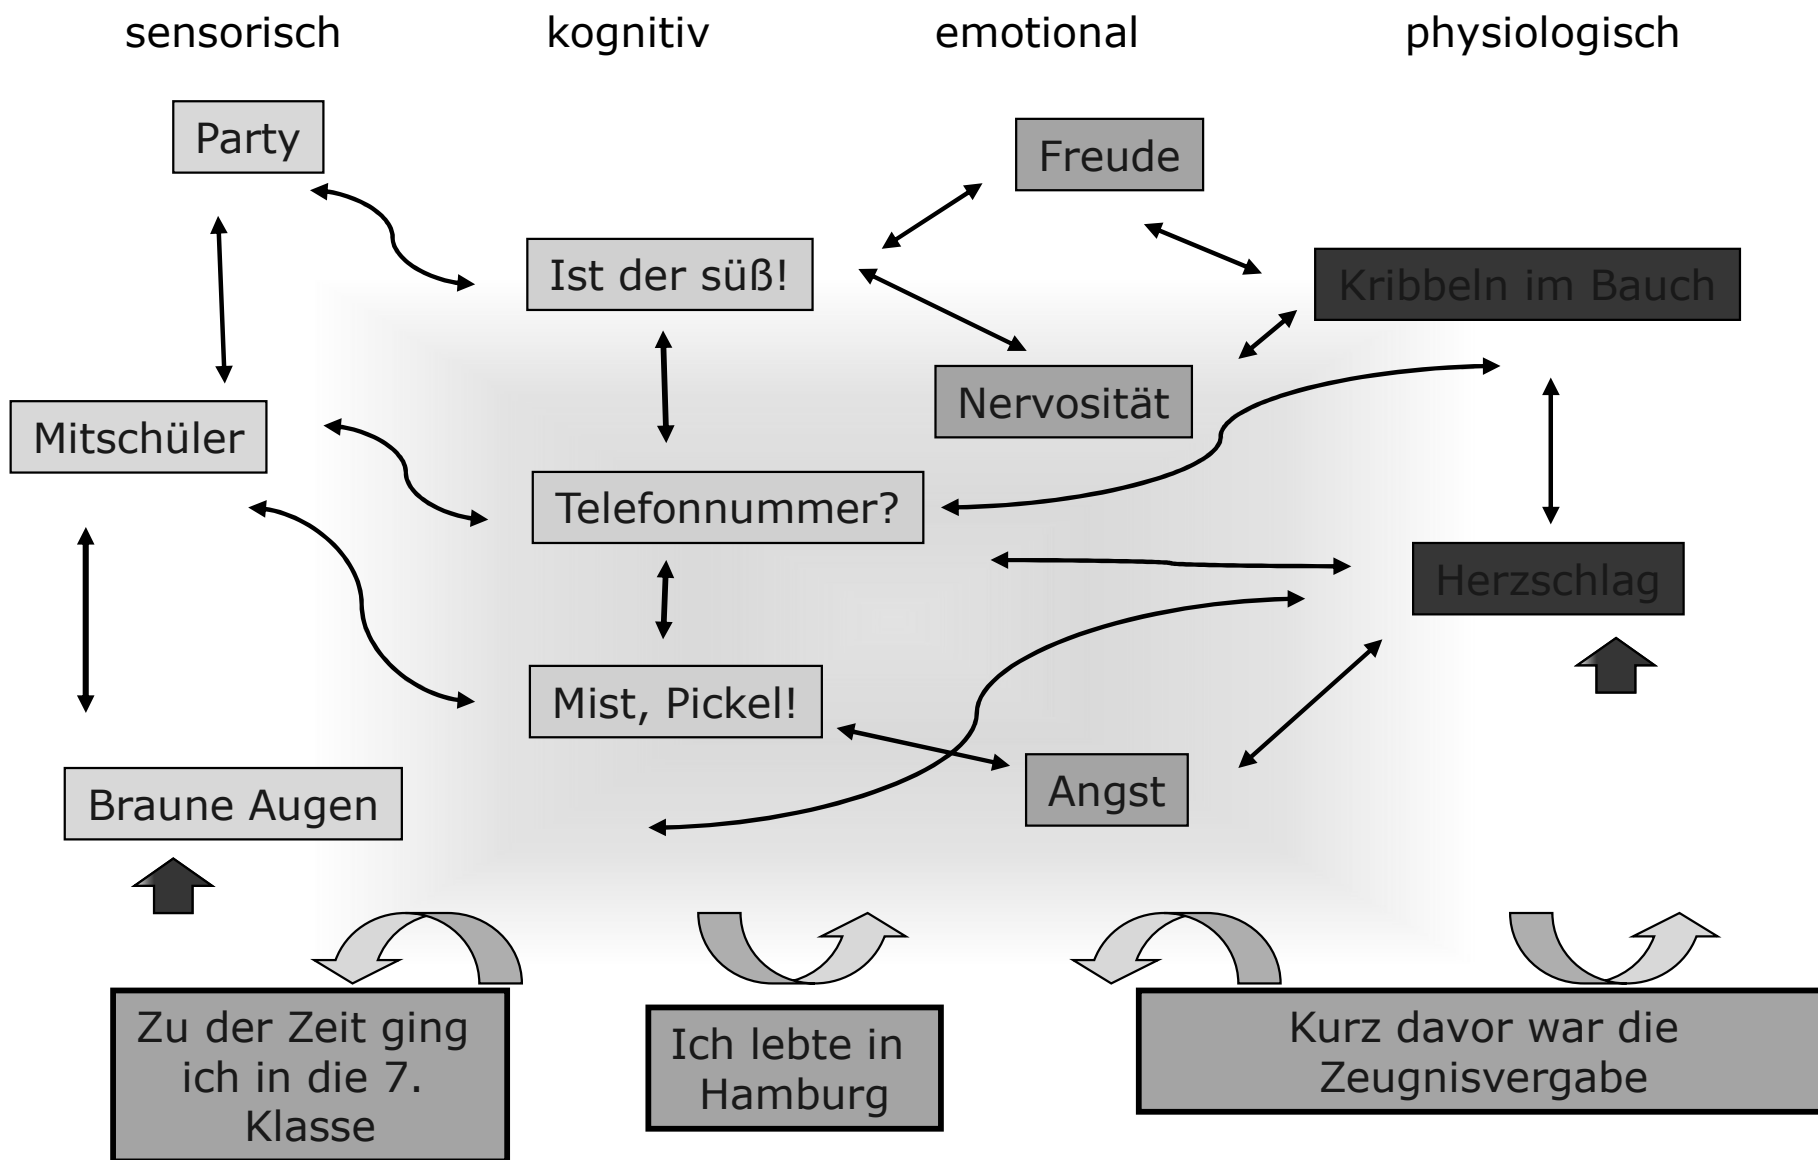 sensorisch kognitiv emotional physiologisch
Party
Freude
Ist der süß!
Kribbeln im Bauch
Nervosität
Mitschüler
Telefonnummer?
Herzschlag
Mist, Pickel!
Angst
Braune Augen
Zu der Zeit ging
ich in die 7.
Klasse
Ich lebte in
Hamburg
Kurz davor war die
Zeugnisvergabe